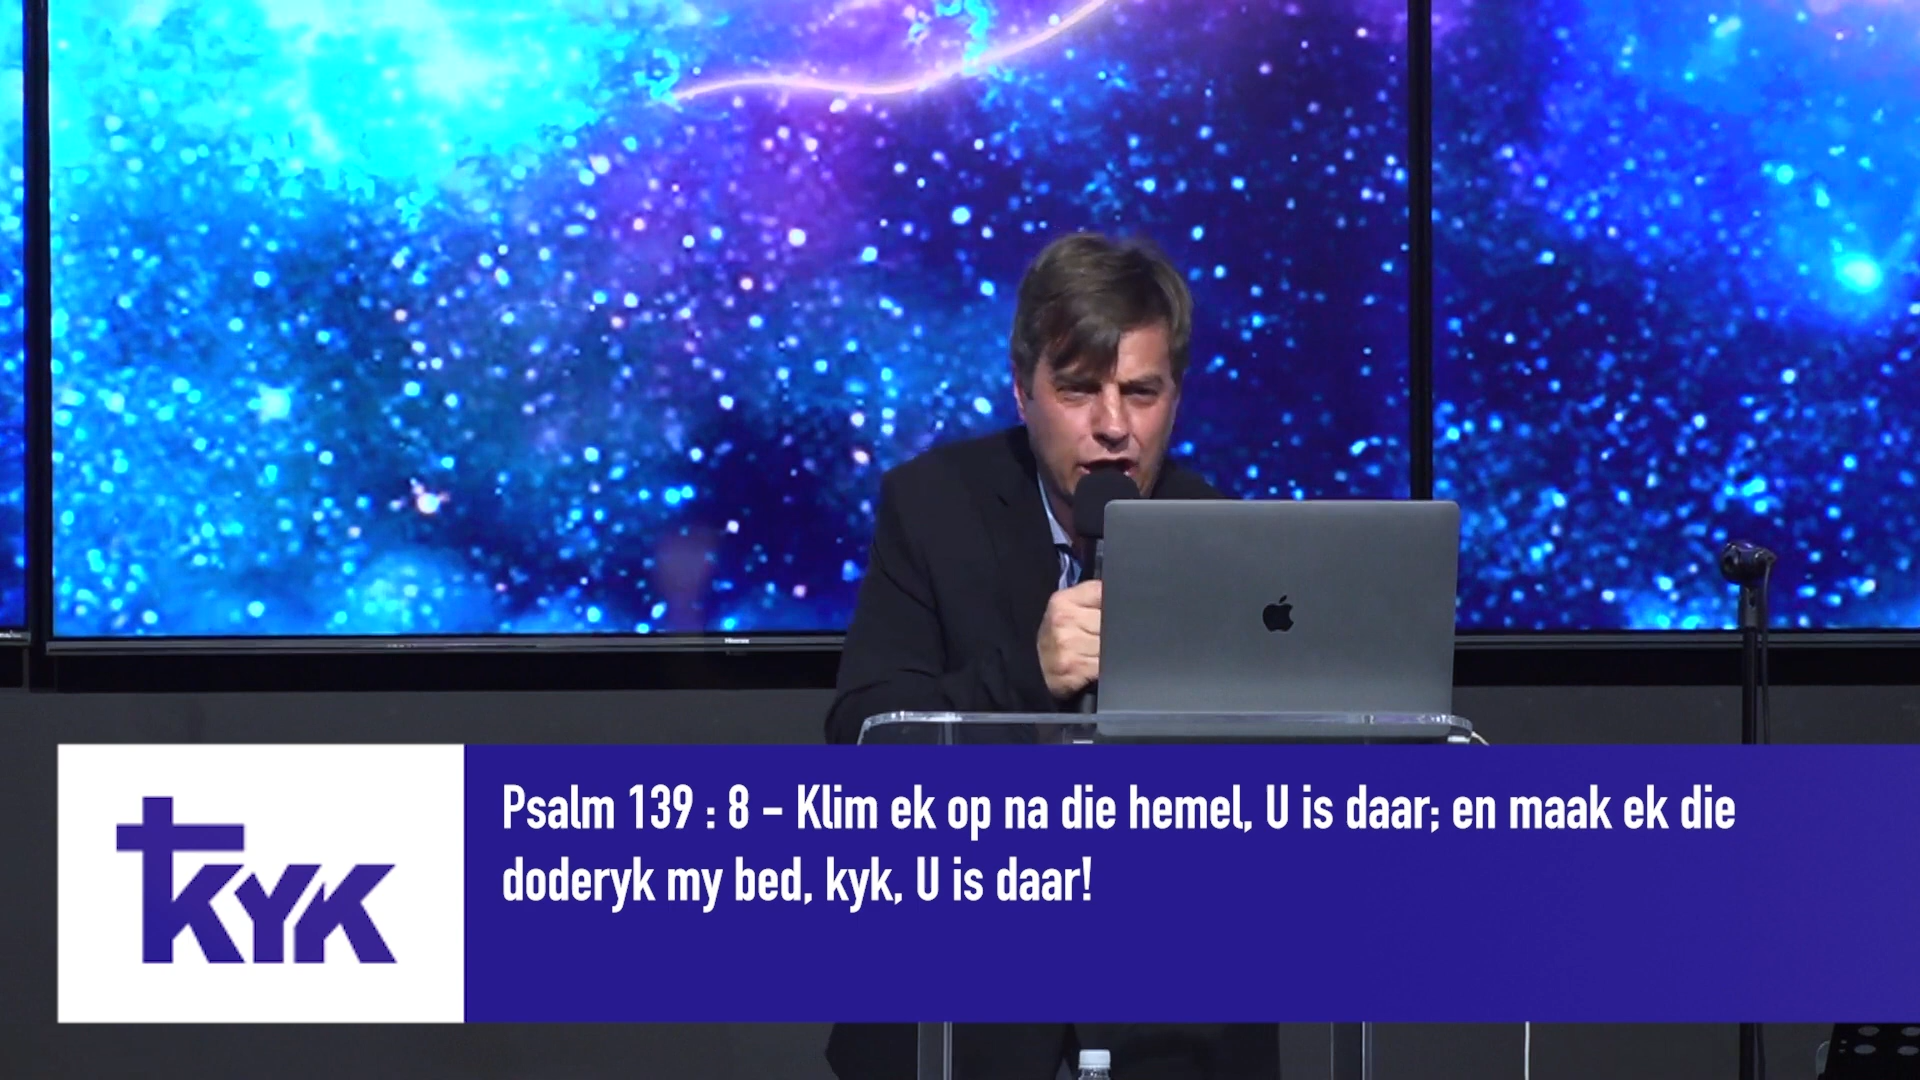 Psalm 139 : 8 – Klim ek op na die hemel, U is daar; en maak ek die
doderyk my bed, kyk, U is daar!
KYK
Hisense